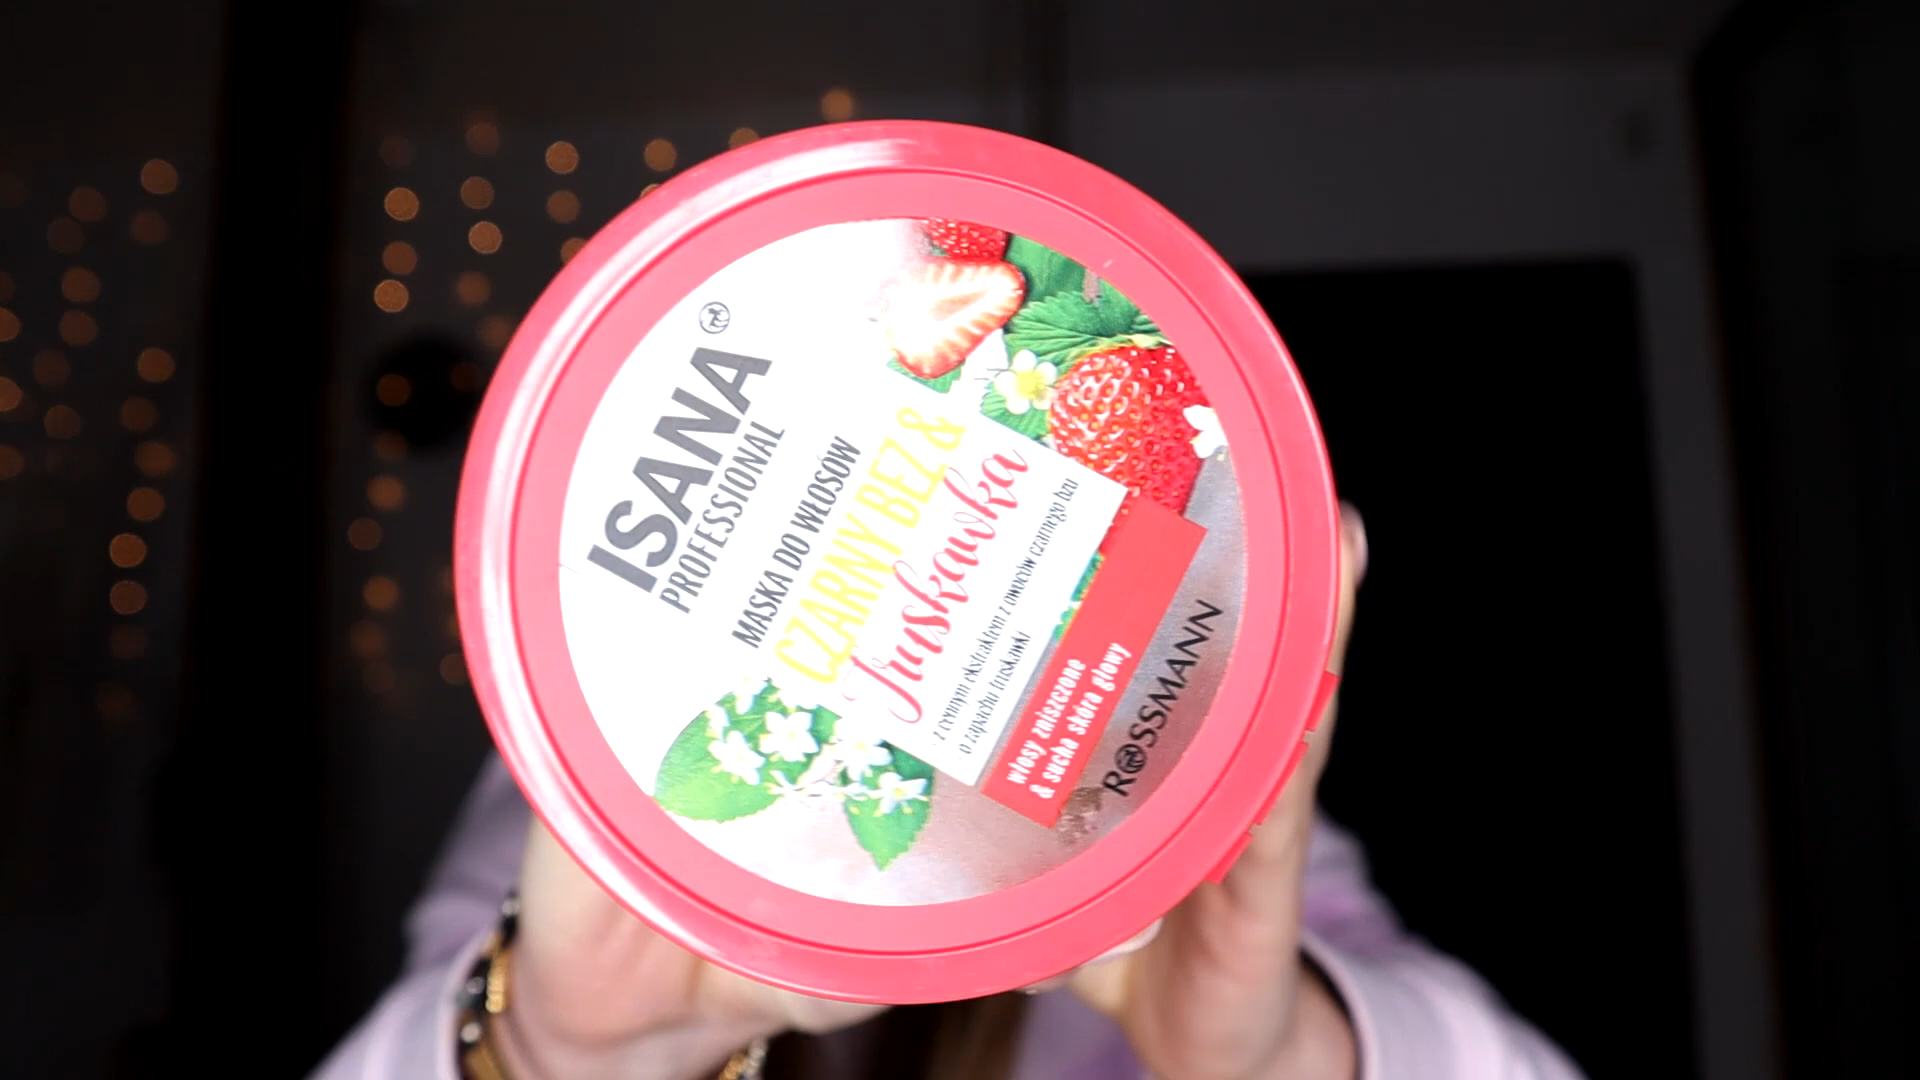 ISANA
PROFESSIONAL
MASKA DO WŁOSÓW
CZARNY BEZ &
Truskawka
z cennym ekstraktem z owoców czarnego bzu
o zapachu truskawki
włosy zniszczone
& sucha skóra głowy
ROSSMANN